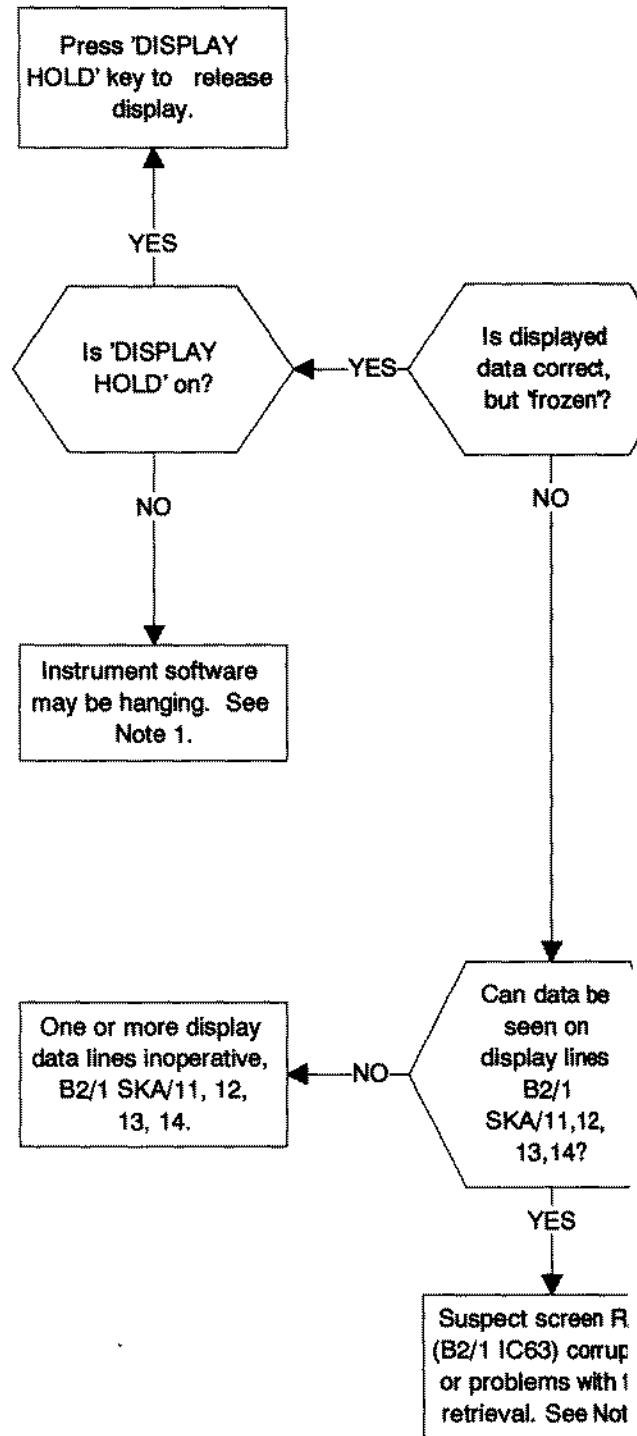 Press 'DISPLAY
HOLD' key to release
display.
YES
Is 'DISPLAY
HOLD' on?
YES
Is displayed
data correct,
but 'frozen'?
NO
NO
Instrument software
may be hanging. See
Note 1.
One or more display
data lines inoperative,
B2/1 SKA/11, 12,
13, 14.
NO
Can data be
seen on
display lines
B2/1
SKA/11,12,
13,14?
YES
Suspect screen
(B2/1 IC63)
or problems with
retrieval. See